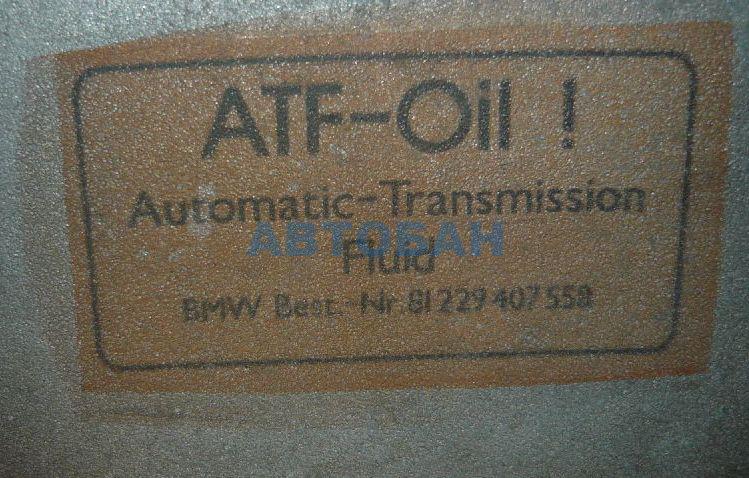 ATF-Oil !
Automatic-Transmission
АВТОБАН
Fluid
BMW Best.-Nr. 81 229 407 558